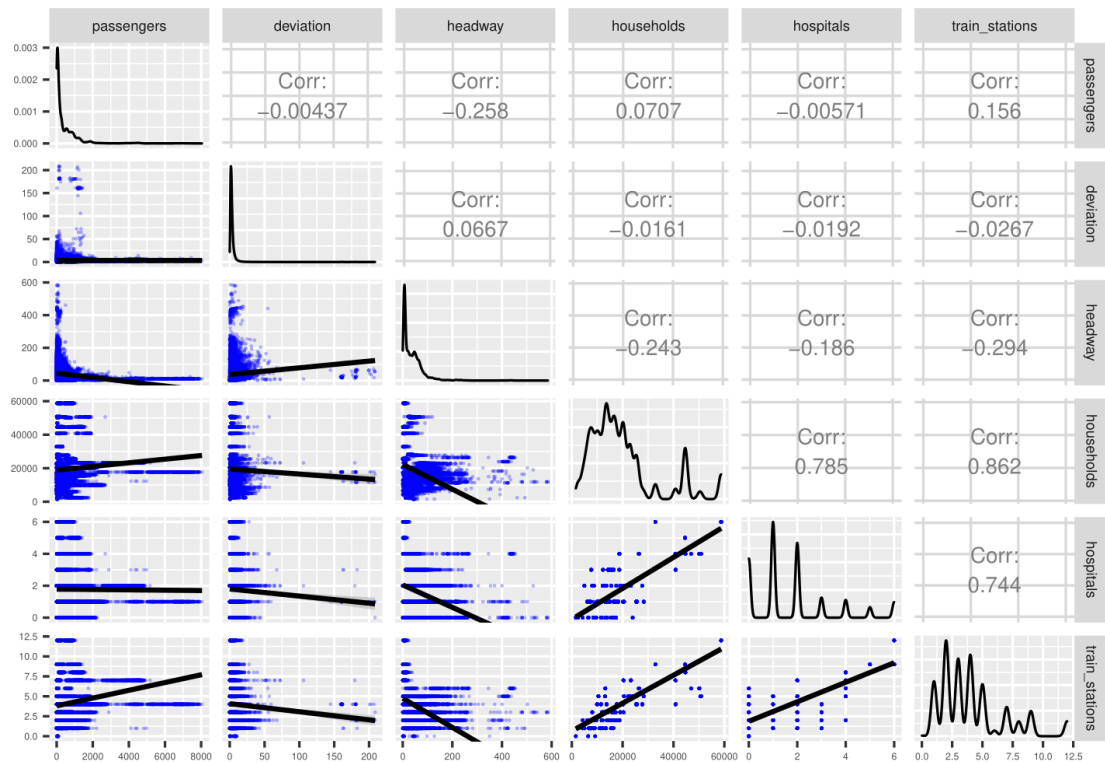 passengers deviation headway households hospitals train_stations
0.003
0.002
0.001
0.000
Corr:
−0.00437
Corr:
−0.258
Corr:
0.0707
Corr:
−0.00571
Corr:
0.156
passengers
200
150
100
50
0
Corr:
0.0667
Corr:
−0.0161
Corr:
−0.0192
Corr:
−0.0267
deviation
600
400
200
0
Corr:
−0.243
Corr:
−0.186
Corr:
−0.294
headway
60000
40000
20000
0
Corr:
0.785
Corr:
0.862
households
6
4
2
0
Corr:
0.744
hospitals
12.5
10.0
7.5
5.0
2.5
0.0
train_stations
0 2000 4000 6000 8000 0 50 100 150 200 0 200 400 600 0 20000 40000 60000 0 2 4 6 0.0 2.5 5.0 7.5 10.0 12.5